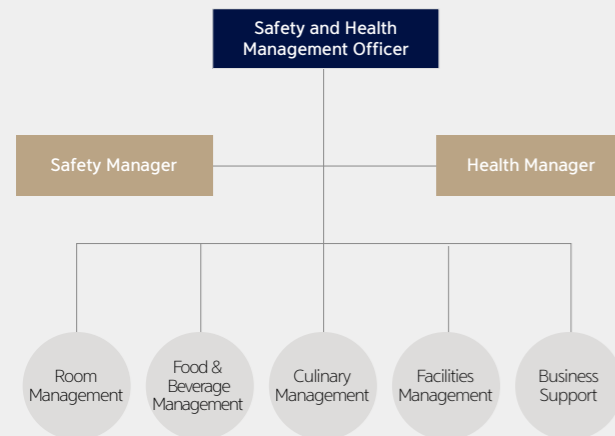 Safety and Health
Management Officer
Safety Manager
Health Manager
Room
Management
Food &
Beverage
Management
Culinary
Management
Facilities
Management
Business
Support